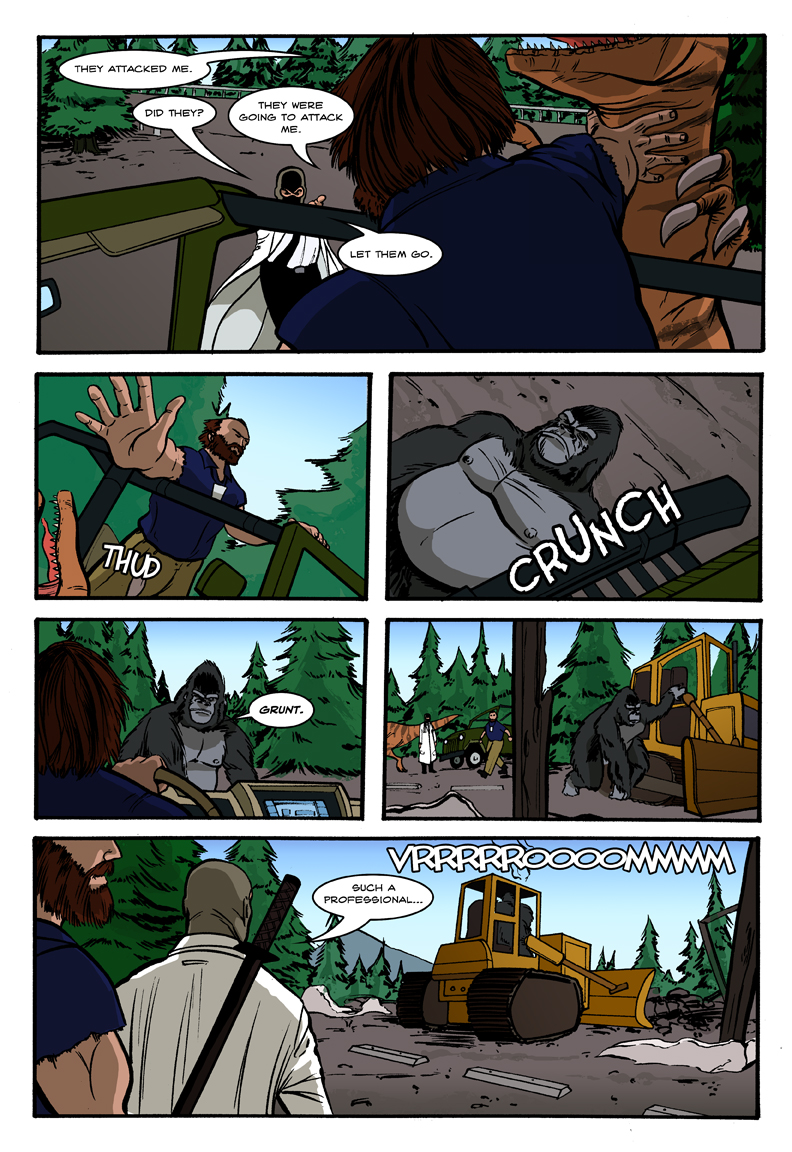 THEY ATTACKED ME.
DID THEY?
THEY WERE
GOING TO ATTACK
ME.
LET THEM GO.
THUD
CRUNCH
GRUNT.
VRRRRROOOOMMMM
SUCH A
PROFESSIONAL...